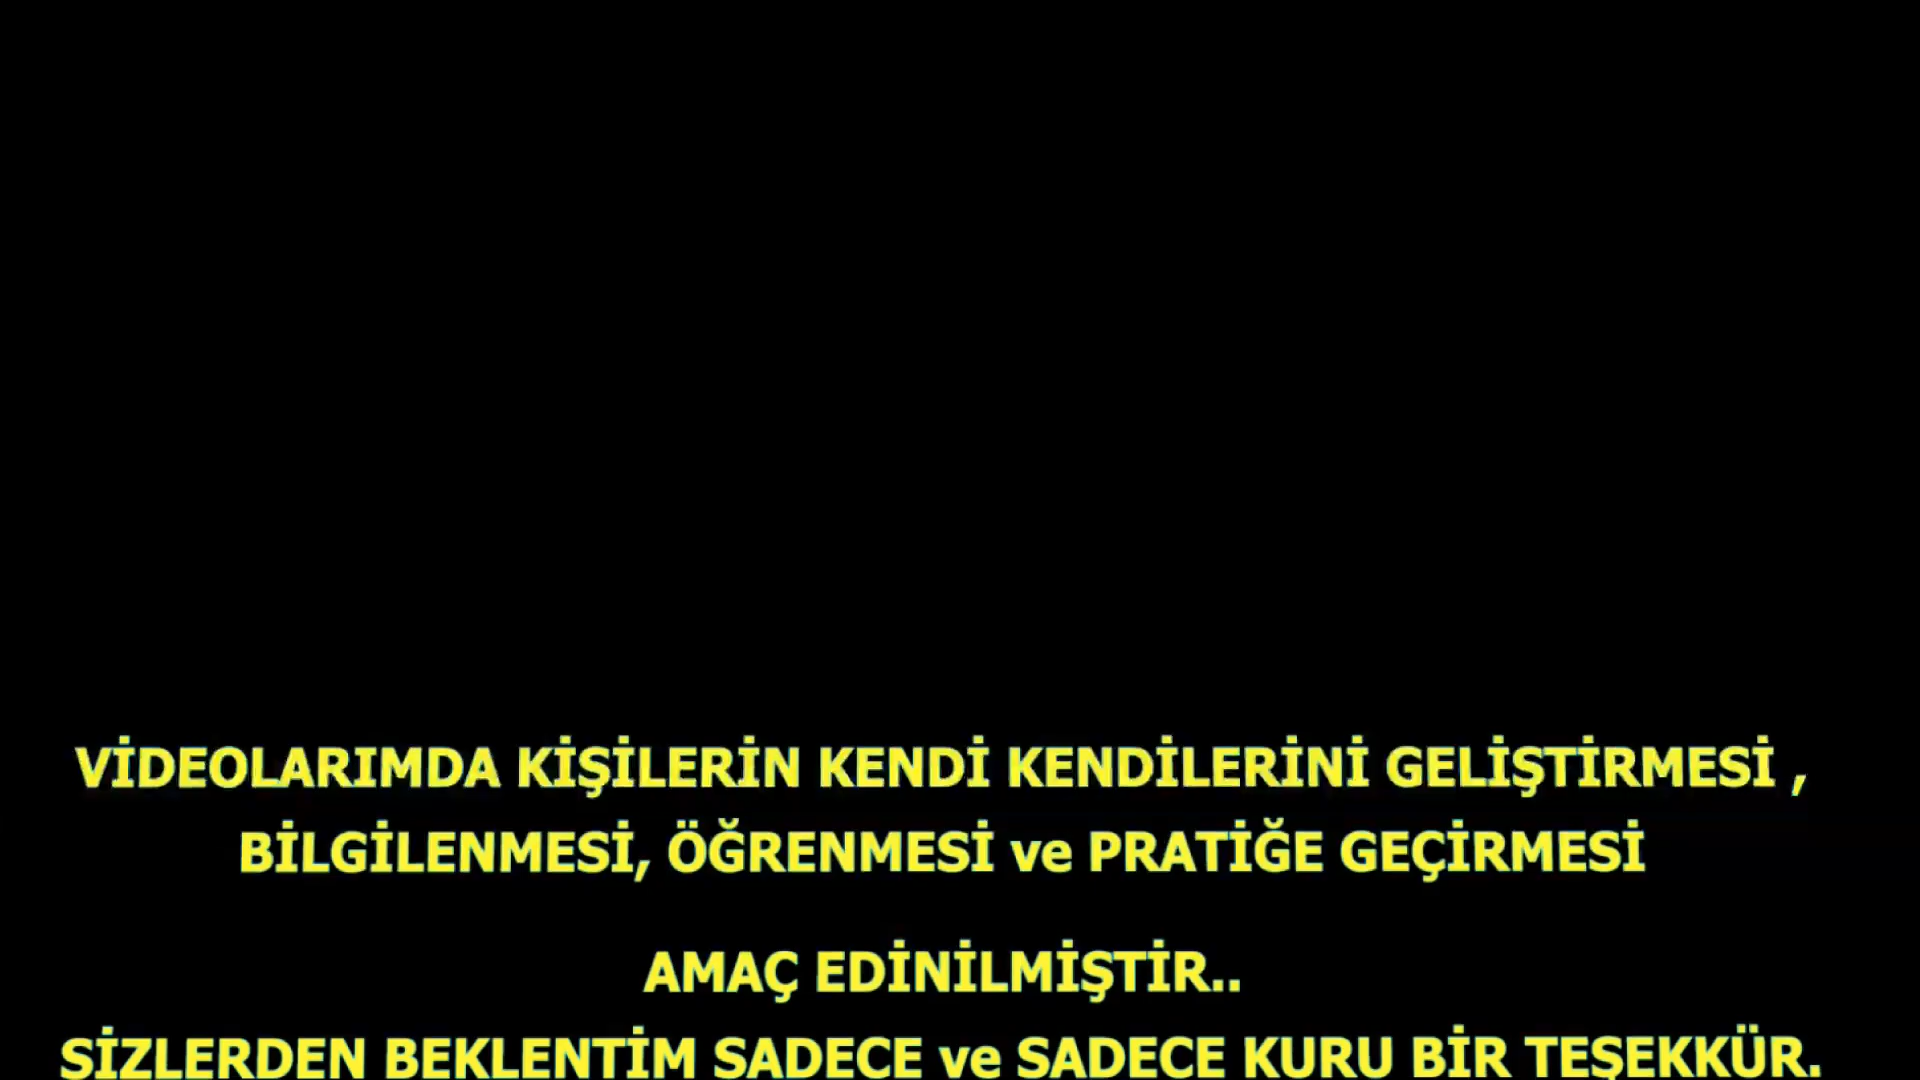 VİDEOLARIMDA KİŞİLERİN KENDİ KENDİLERİNİ GELİŞTİRMESİ ,
BİLGİLENMESİ, ÖĞRENMESİ ve PRATİĞE GEÇİRMESİ
AMAÇ EDİNİLMİŞTİR..
SİZLERDEN BEKLENTİM SADECE ve SADECE KURU BİR TEŞEKKÜR.